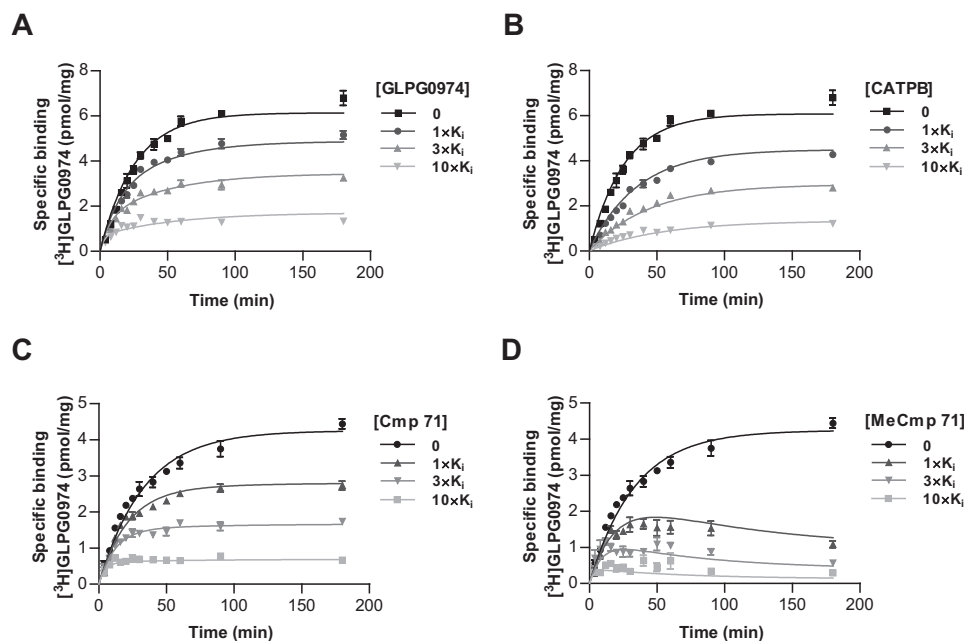 A
Specific binding
[³H]GLPG0974 (pmol/mg)
8
6
4
2
0
0 50 100 150 200
Time (min)
[GLPG0974]
0
1×Kᵢ
3×Kᵢ
10×Kᵢ
B
Specific binding
[³H]GLPG0974 (pmol/mg)
8
6
4
2
0
0 50 100 150 200
Time (min)
[CATPB]
0
1×Kᵢ
3×Kᵢ
10×Kᵢ
C
Specific binding
[³H]GLPG0974 (pmol/mg)
5
4
3
2
1
0
0 50 100 150 200
Time (min)
[Cmp 71]
0
1×Kᵢ
3×Kᵢ
10×Kᵢ
D
Specific binding
[³H]GLPG0974 (pmol/mg)
5
4
3
2
1
0
0 50 100 150 200
Time (min)
[MeCmp 71]
0
1×Kᵢ
3×Kᵢ
10×Kᵢ